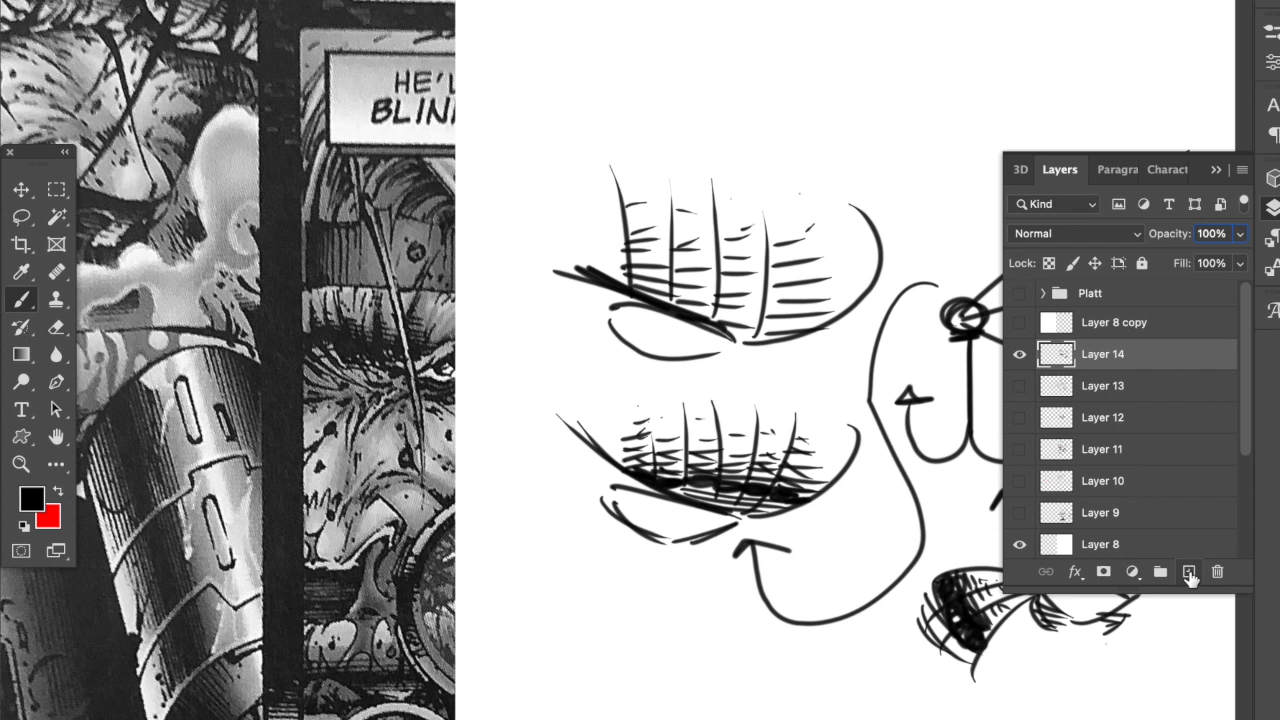 HE'L
BLIN
3D
Layers
Paragra
Charact
Kind
Normal
Opacity: 100%
Lock:
Fill: 100%
Platt
Layer 8 copy
Layer 14
Layer 13
Layer 12
Layer 11
Layer 10
Layer 9
Layer 8
fx